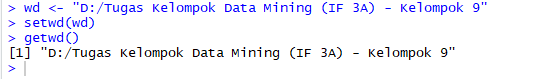 > wd <- "D:/Tugas Kelompok Data Mining (IF 3A) - Kelompok 9"
> setwd(wd)
> getwd()
[1] "D:/Tugas Kelompok Data Mining (IF 3A) - Kelompok 9"
>